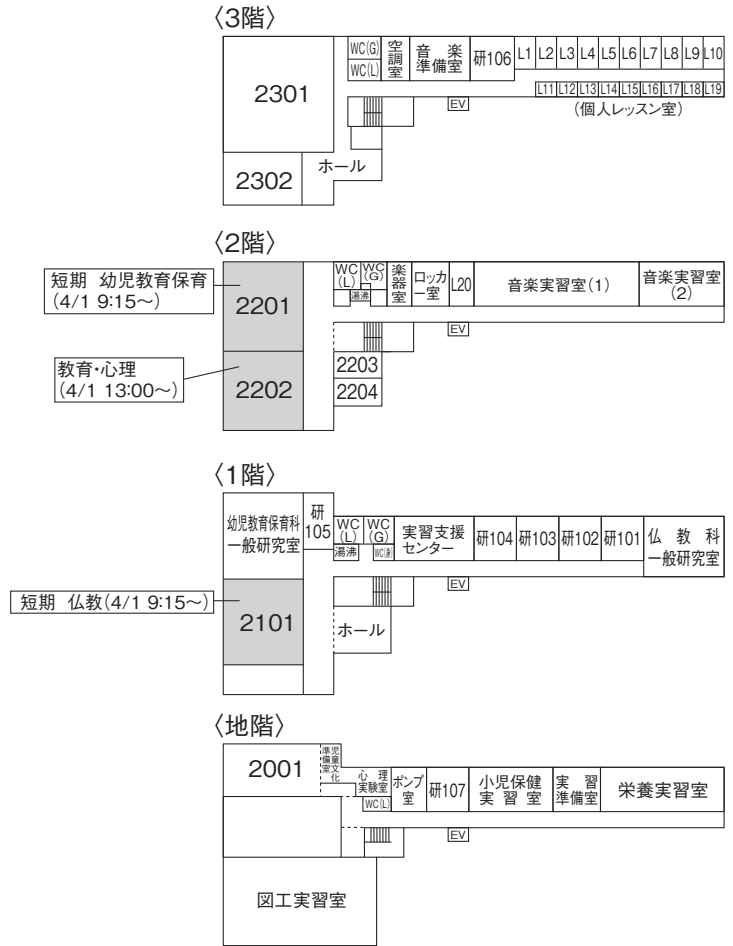 〈3階〉
WC(G)
WC(L)
空調室
音　楽
準備室
研106
L1 L2 L3 L4 L5 L6 L7 L8 L9 L10
L11 L12 L13 L14 L15 L16 L17 L18 L19
(個人レッスン室)
EV
2301
2302
ホール
〈2階〉
短期　幼児教育保育
(4/1 9:15～)
教育・心理
(4/1 13:00～)
2201
2202
WC
(L)
WC
(G)
湯沸
楽器室
ロッカ
ー室
L20
音楽実習室(1)
音楽実習室
(2)
EV
2203
2204
〈1階〉
幼児教育保育科
一般研究室
研
105
WC
(L)
WC
(G)
湯沸
WC(身)
実習支援
センター
研104
研103
研102
研101
仏　教　科
一般研究室
EV
短期　仏教(4/1 9:15～)
2101
ホール
〈地階〉
2001
児童文化
準備室
心　理
実験室
WC(L)
ポンプ
室
研107
小児保健
実　習　室
実　習
準備室
栄養実習室
EV
図工実習室